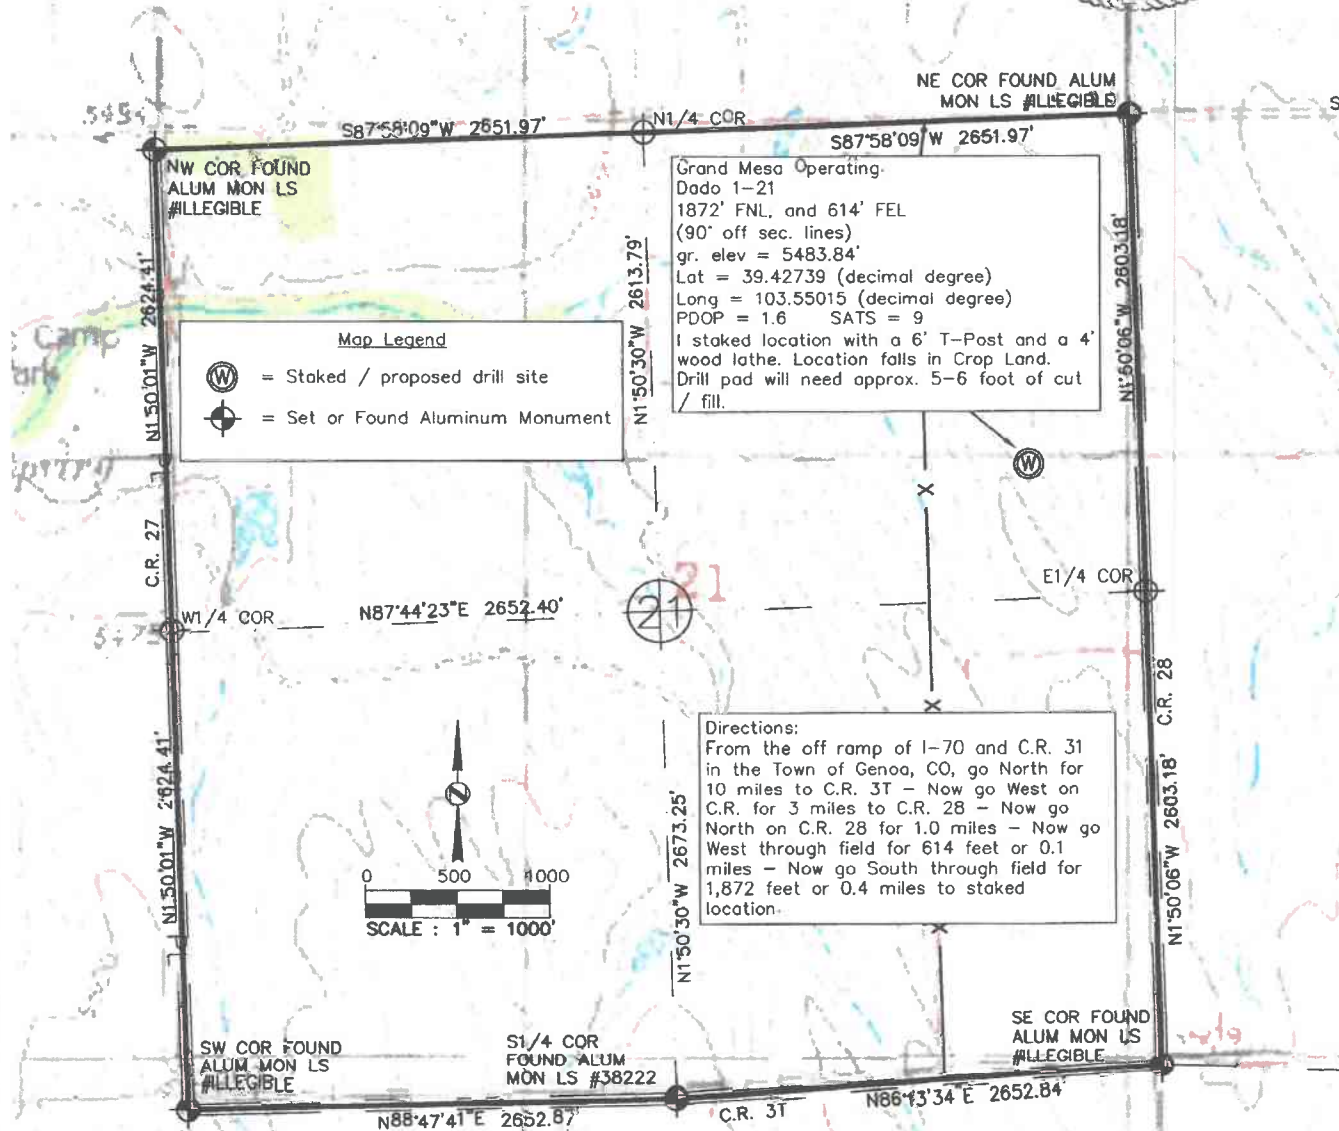 NE COR FOUND ALUM
MON LS #ILLEGIBLE
S
5454
S87°58'09"W 2651.97'
N1/4 COR
S87°58'09"W 2651.97'
NW COR FOUND
ALUM MON LS
#ILLEGIBLE
Grand Mesa Operating
Dado 1-21
1872' FNL, and 614' FEL
(90° off sec. lines)
gr. elev = 5483.84'
Lat = 39.42739 (decimal degree)
Long = 103.55015 (decimal degree)
PDOP = 1.6 SATS = 9
I staked location with a 6' T-Post and a 4'
wood lathe. Location falls in Crop Land.
Drill pad will need approx. 5-6 foot of cut
/ fill.
N1°50'01"W 2624.41'
N1°50'30"W 2613.79'
N1°50'06"W 2603.18'
Camp
Map Legend
W = Staked / proposed drill site
= Set or Found Aluminum Monument
W
X
C.R. 27
E1/4 COR
21
21
N87°44'23"E 2652.40'
W1/4 COR
C.R. 28
X
Directions:
From the off ramp of I-70 and C.R. 31
in the Town of Genoa, CO, go North for
10 miles to C.R. 3T - Now go West on
C.R. for 3 miles to C.R. 28 - Now go
North on C.R. 28 for 1.0 miles - Now go
West through field for 614 feet or 0.1
miles - Now go South through field for
1,872 feet or 0.4 miles to staked
location.
N1°50'01"W 2624.41'
N1°50'30"W 2673.25'
N1°50'06"W 2603.18'
N
0 500 1000
SCALE : 1" = 1000'
X
SW COR FOUND
ALUM MON LS
#ILLEGIBLE
S1/4 COR
FOUND ALUM
MON LS #38222
SE COR FOUND
ALUM MON LS
#ILLEGIBLE
N88°47'41"E 2652.87'
C.R. 3T
N86°13'34"E 2652.84'